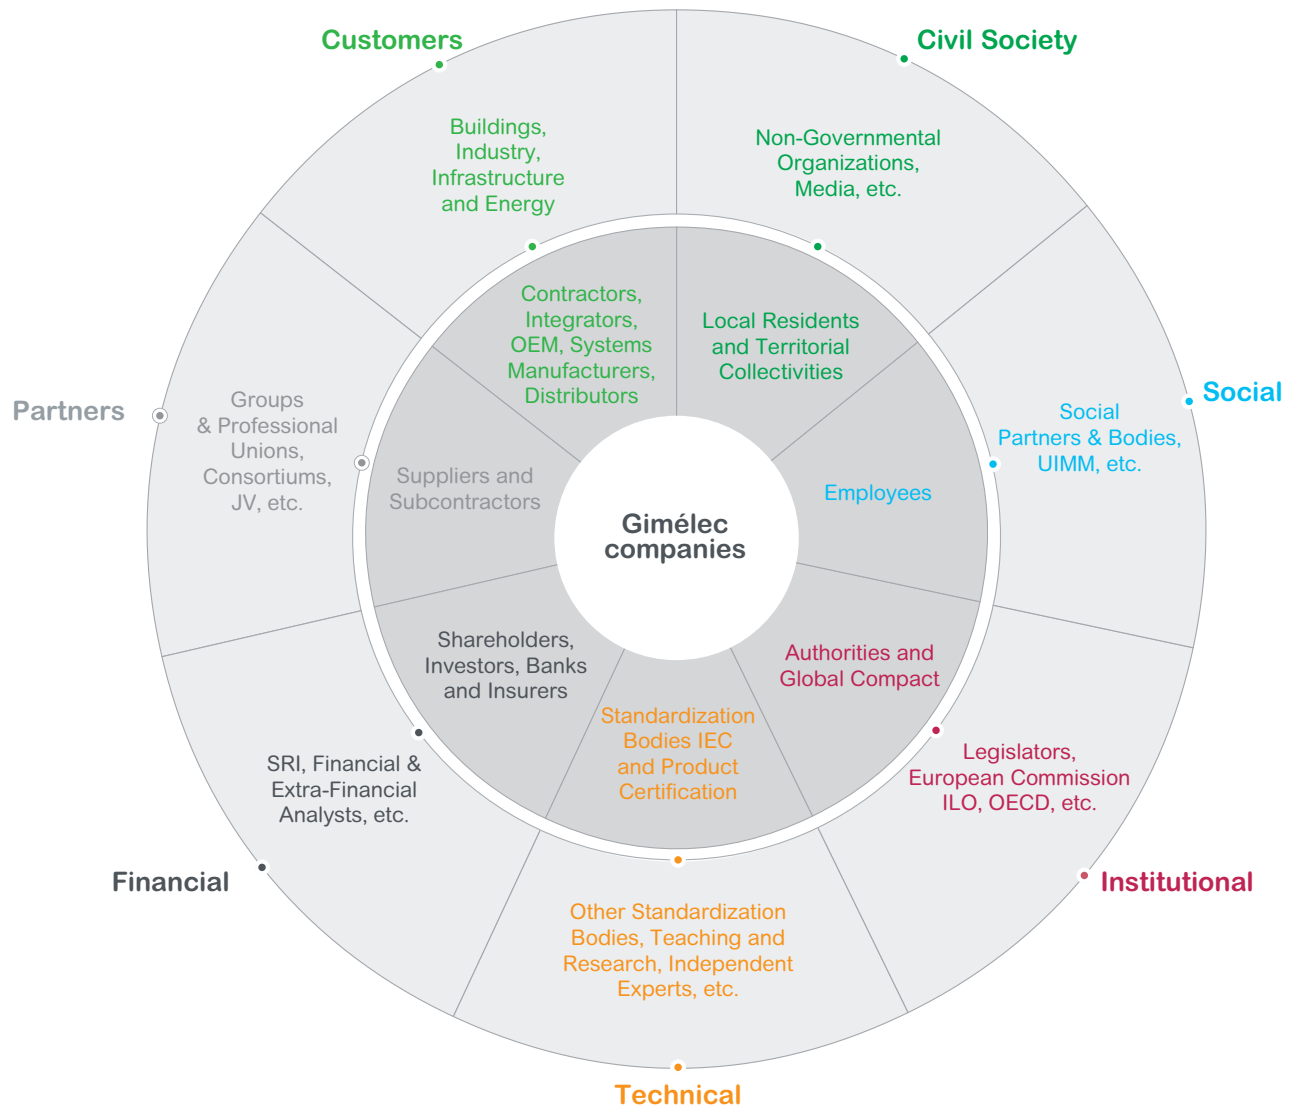 Customers
Civil Society
Buildings,
Industry,
Infrastructure
and Energy
Non-Governmental
Organizations,
Media, etc.
Contractors,
Integrators,
OEM, Systems
Manufacturers,
Distributors
Local Residents
and Territorial
Collectivities
Partners
Groups
& Professional
Unions,
Consortiums,
JV, etc.
Suppliers and
Subcontractors
Gimélec
companies
Employees
Social
Partners & Bodies,
UIMM, etc.
Social
Shareholders,
Investors, Banks
and Insurers
Standardization
Bodies IEC
and Product
Certification
Authorities and
Global Compact
SRI, Financial &
Extra-Financial
Analysts, etc.
Legislators,
European Commission
ILO, OECD, etc.
Financial
Institutional
Other Standardization
Bodies, Teaching and
Research, Independent
Experts, etc.
Technical